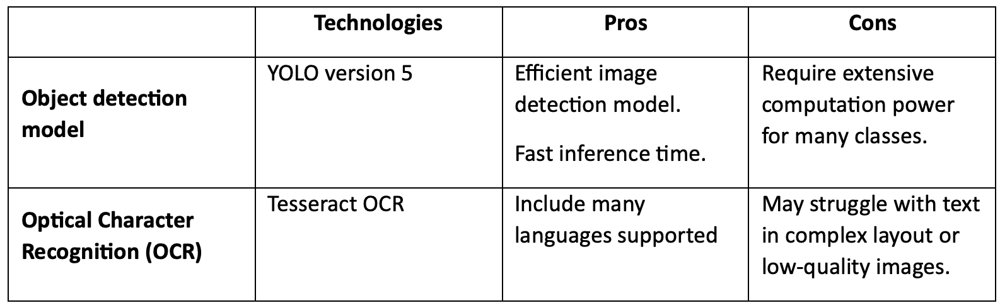 Technologies
Pros
Cons
Object detection
model
YOLO version 5
Efficient image
detection model.
Fast inference time.
Require extensive
computation power
for many classes.
Optical Character
Recognition (OCR)
Tesseract OCR
Include many
languages supported
May struggle with text
in complex layout or
low-quality images.